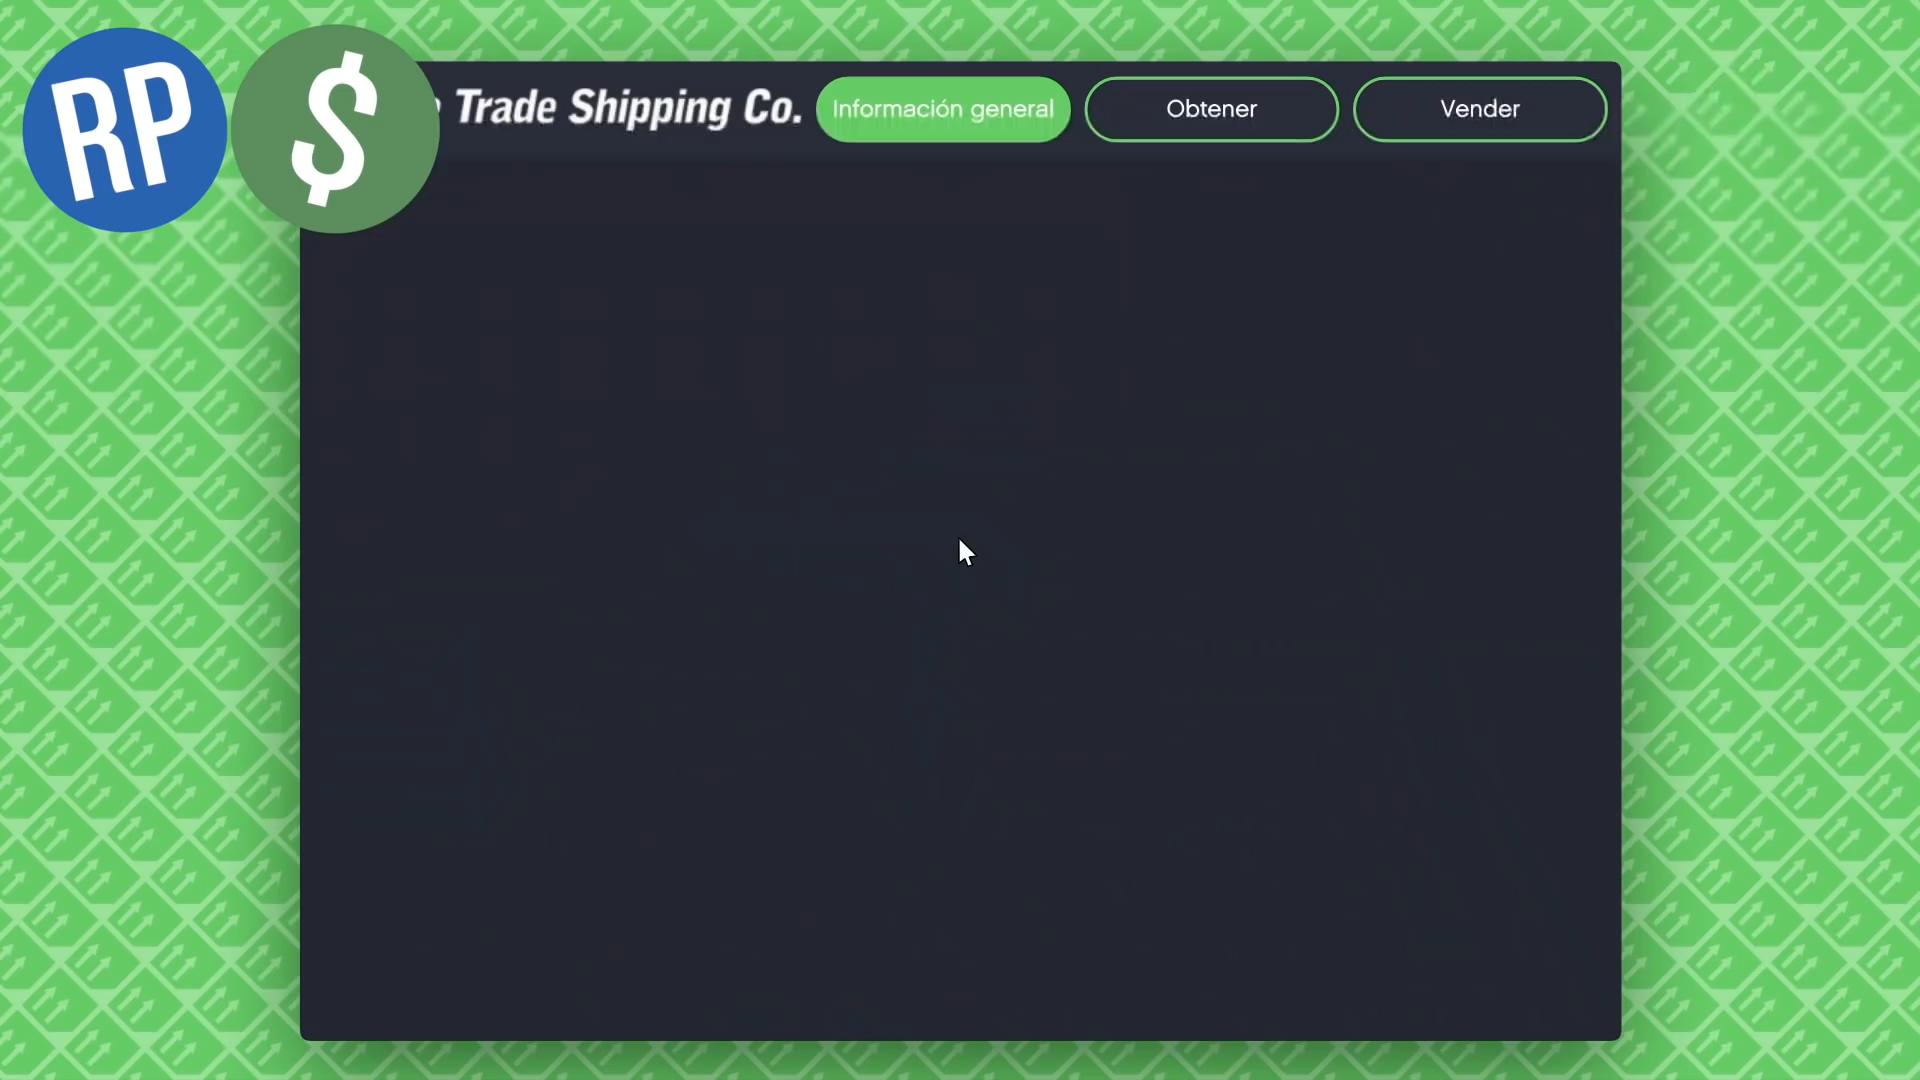 RP
$
Trade Shipping Co.
Información general
Obtener
Vender